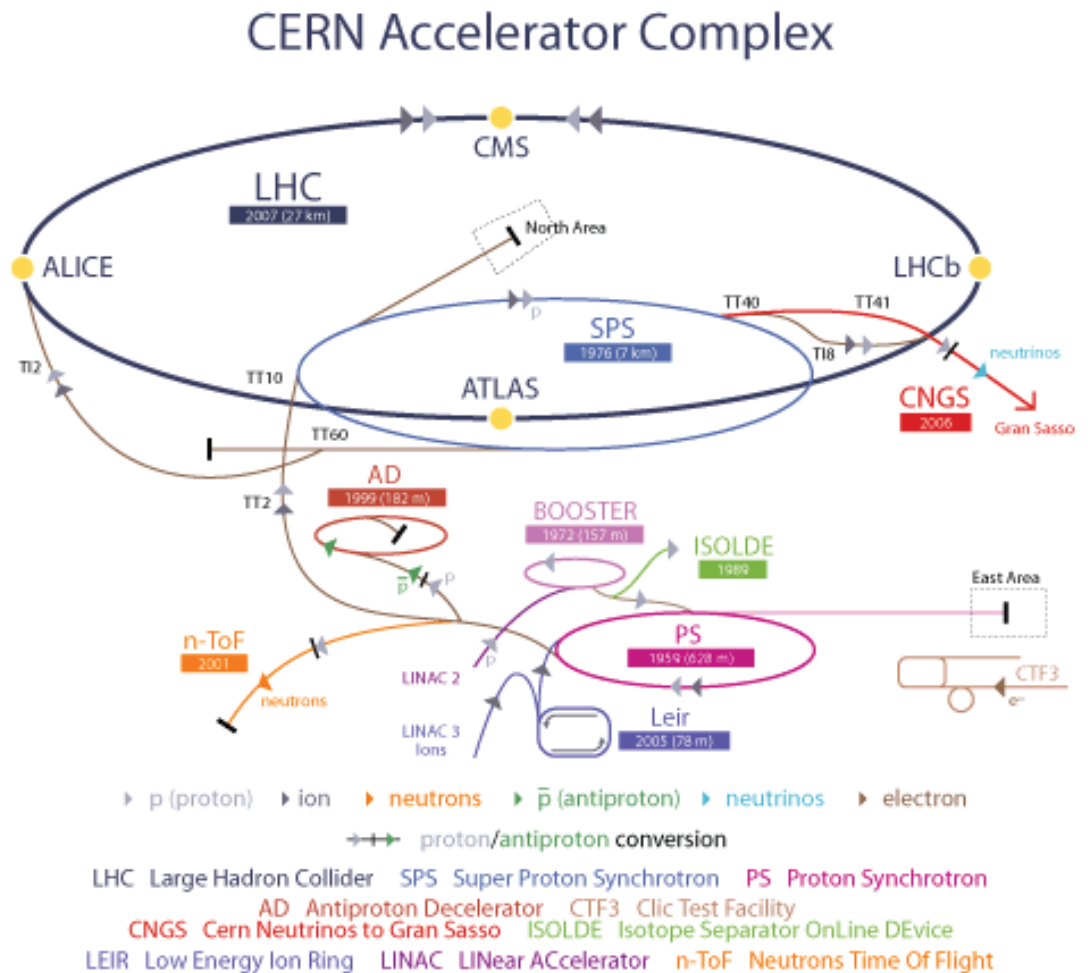 CERN Accelerator Complex
CMS
LHC
2007 (27 km)
North Area
ALICE
LHCb
TT40
TT41
p
SPS
1976 (7 km)
TI8
neutrinos
TI2
TT10
ATLAS
CNGS
2006
Gran Sasso
TT60
AD
1999 (182 m)
TT2
BOOSTER
1972 (157 m)
ISOLDE
1989
p̅
p
East Area
n-ToF
2001
PS
1959 (628 m)
p
LINAC 2
neutrons
CTF3
e⁻
LINAC 3
Ions
Leir
2005 (78 m)
p (proton) ion neutrons p̅ (antiproton) neutrinos electron
proton/antiproton conversion
LHC Large Hadron Collider SPS Super Proton Synchrotron PS Proton Synchrotron
AD Antiproton Decelerator CTF3 Clic Test Facility
CNGS Cern Neutrinos to Gran Sasso ISOLDE Isotope Separator OnLine DEvice
LEIR Low Energy Ion Ring LINAC LINear ACcelerator n-ToF Neutrons Time Of Flight